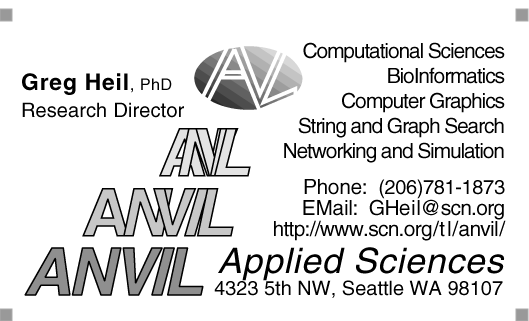 Greg Heil, PhD
Research Director
AVL
Computational Sciences
BioInformatics
Computer Graphics
String and Graph Search
Networking and Simulation
Phone: (206)781-1873
EMail: GHeil@scn.org
http://www.scn.org/tl/anvil/
ANVIL
ANVIL
ANVIL Applied Sciences
4323 5th NW, Seattle WA 98107